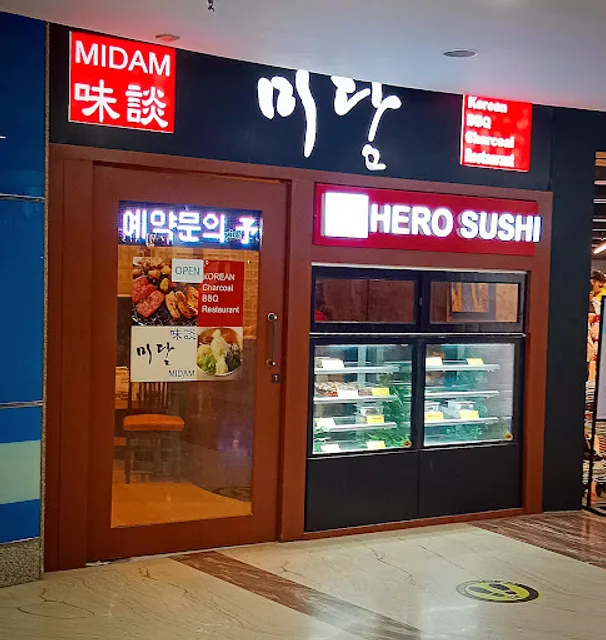 MIDAM
味談
미담
Korean
BBQ
Charcoal
Restaurant
예약문의
HERO SUSHI
OPEN
KOREAN
Charcoal
BBQ
Restaurant
味談
미담
MIDAM